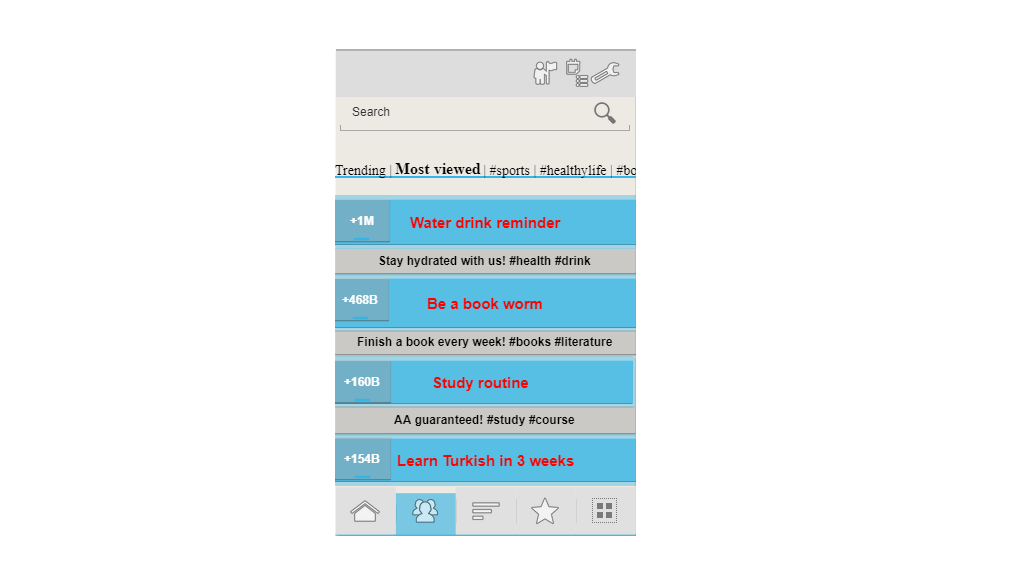 Search
Trending | Most viewed | #sports | #healthylife | #bo
+1M
Water drink reminder
Stay hydrated with us! #health #drink
+468B
Be a book worm
Finish a book every week! #books #literature
+160B
Study routine
AA guaranteed! #study #course
+154B
Learn Turkish in 3 weeks